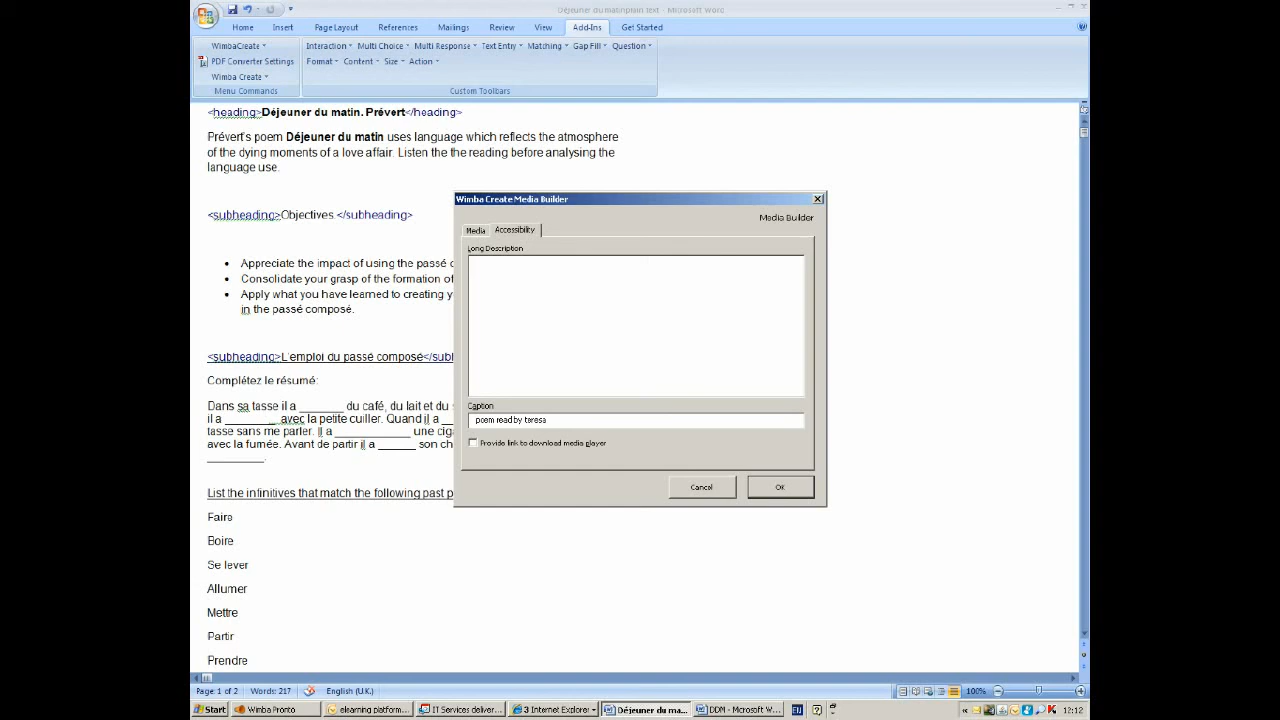 Déjeuner du matinplain text - Microsoft Word
Home Insert Page Layout References Mailings Review View Add-Ins Get Started
WimbaCreate Interaction Multi Choice Multi Response Text Entry Matching Gap Fill Question
PDF Converter Settings Format Content Size Action
Wimba Create
Menu Commands Custom Toolbars
<heading>Déjeuner du matin. Prévert</heading>
Prévert's poem Déjeuner du matin uses language which reflects the atmosphere
of the dying moments of a love affair. Listen the the reading before analysing the
language use.
<subheading>Objectives.</subheading>
Appreciate the impact of using the passé c
Consolidate your grasp of the formation of
Apply what you have learned to creating y
in the passé composé.
<subheading>L'emploi du passé composé</subh
Complétez le résumé:
Dans sa tasse il a _______ du café, du lait et du
il a ________ avec la petite cuiller. Quand il a
tasse sans me parler. Il a ____________ une cig
avec la fumée. Avant de partir il a ______ son ch
_________.
List the infinitives that match the following past p
Faire
Boire
Se lever
Allumer
Mettre
Partir
Prendre
Wimba Create Media Builder
Media Builder
Media Accessibility
Long Description
Caption
poem read by teresa
Provide link to download media player
Cancel OK
Page: 1 of 2 Words: 217 English (U.K.) 100%
Start Wimba Pronto elearning platform... IT Services deliver... 3 Internet Explorer Déjeuner du ma... DDM - Microsoft W... EN 12:12